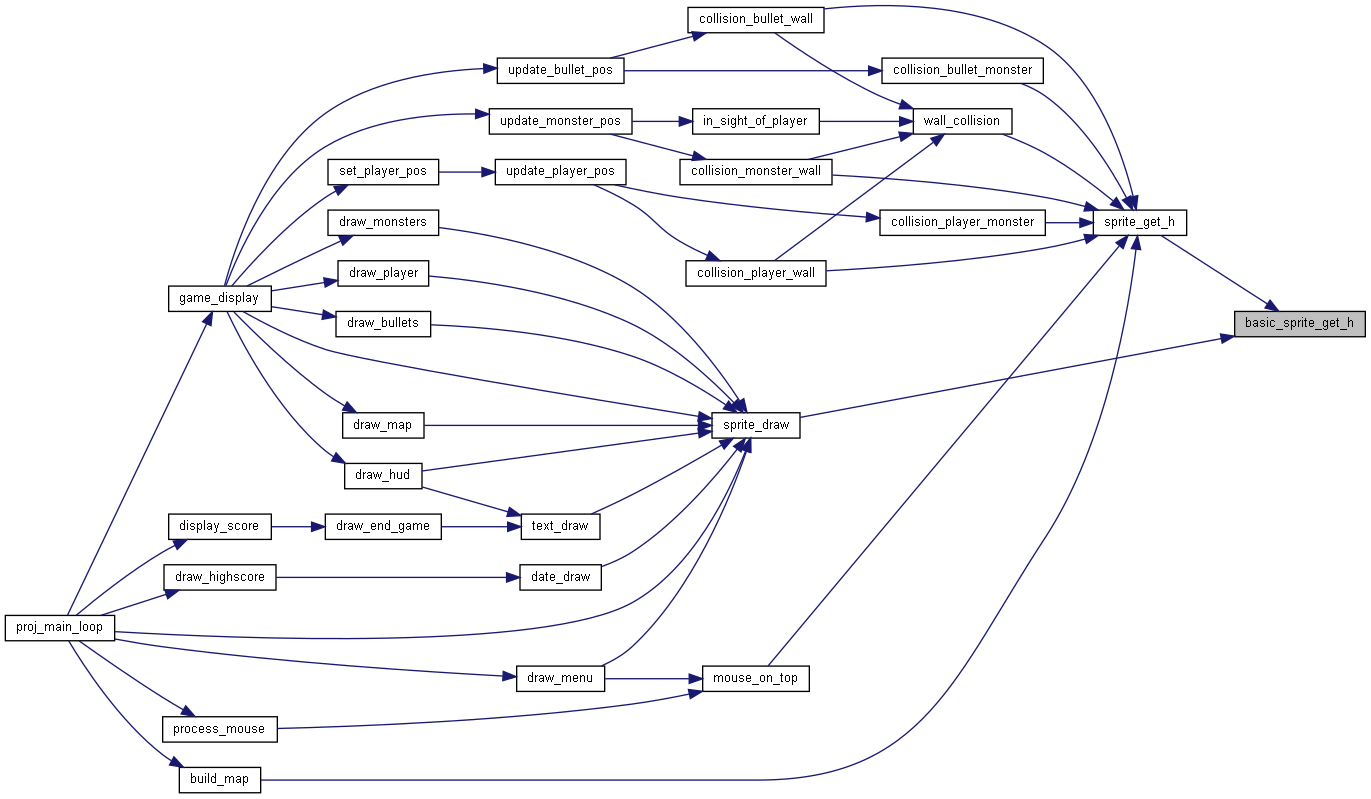 collision_bullet_wall
update_bullet_pos
collision_bullet_monster
update_monster_pos
in_sight_of_player
wall_collision
set_player_pos
update_player_pos
collision_monster_wall
draw_monsters
collision_player_monster
sprite_get_h
draw_player
collision_player_wall
game_display
draw_bullets
basic_sprite_get_h
draw_map
sprite_draw
draw_hud
display_score
draw_end_game
text_draw
draw_highscore
date_draw
proj_main_loop
draw_menu
mouse_on_top
process_mouse
build_map